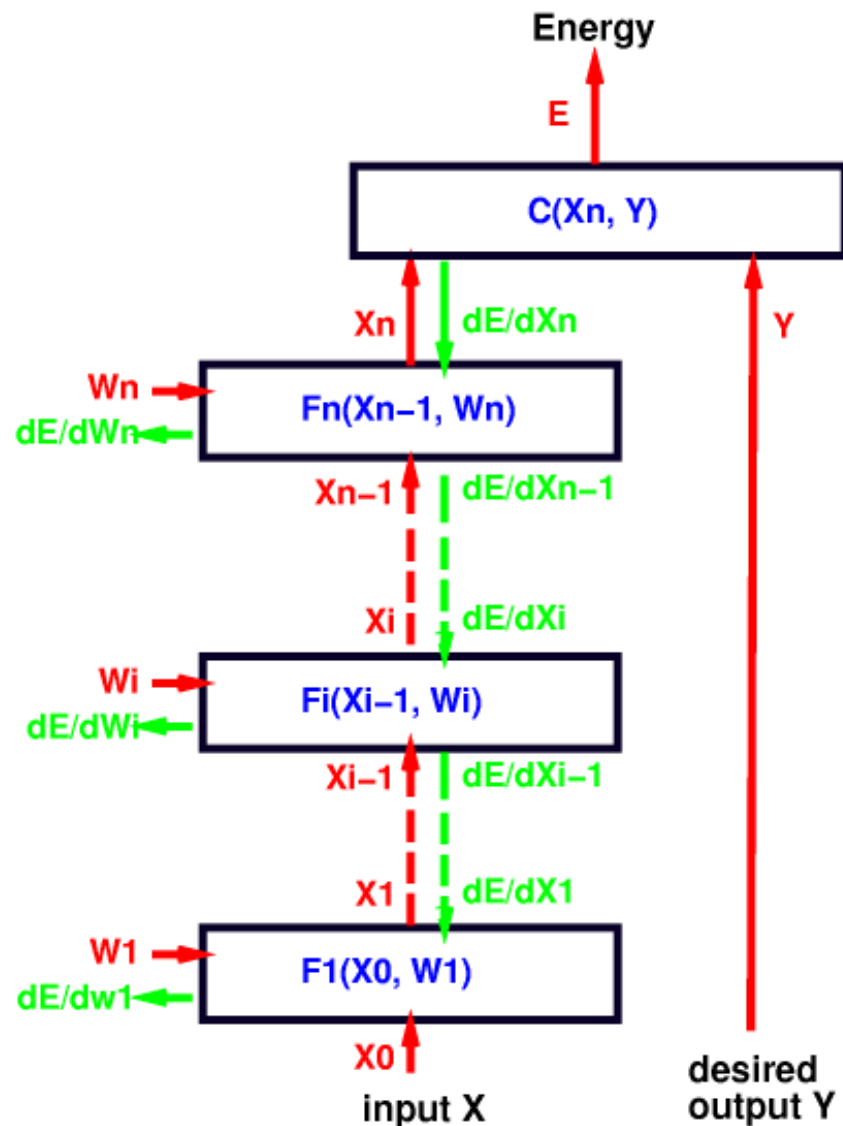 Energy
E
C(Xn, Y)
Xn
dE/dXn
Y
Wn
Fn(Xn−1, Wn)
dE/dWn
Xn−1
dE/dXn−1
Xi
dE/dXi
Wi
Fi(Xi−1, Wi)
dE/dWi
Xi−1
dE/dXi−1
X1
dE/dX1
W1
F1(X0, W1)
dE/dw1
X0
input X
desired
output Y